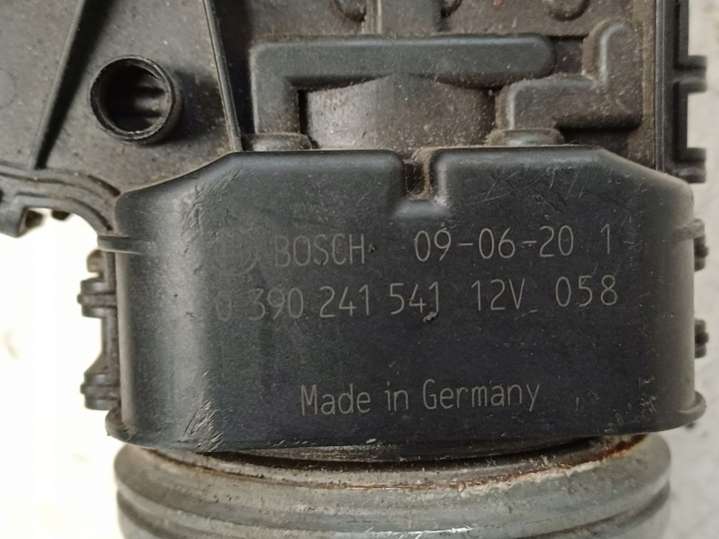 BOSCH 09-06-20 1
0 390 241 541 12V 058
Made in Germany